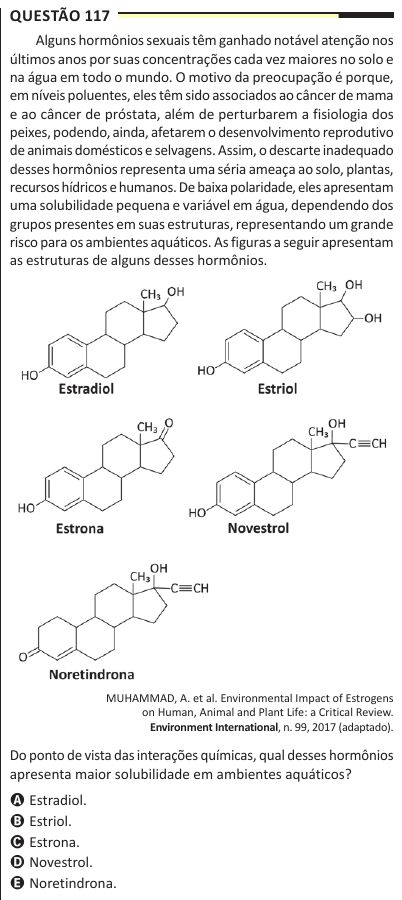 QUESTÃO 117
Alguns hormônios sexuais têm ganhado notável atenção nos
últimos anos por suas concentrações cada vez maiores no solo e
na água em todo o mundo. O motivo da preocupação é porque,
em níveis poluentes, eles têm sido associados ao câncer de mama
e ao câncer de próstata, além de perturbarem a fisiologia dos
peixes, podendo, ainda, afetarem o desenvolvimento reprodutivo
de animais domésticos e selvagens. Assim, o descarte inadequado
desses hormônios representa uma séria ameaça ao solo, plantas,
recursos hídricos e humanos. De baixa polaridade, eles apresentam
uma solubilidade pequena e variável em água, dependendo dos
grupos presentes em suas estruturas, representando um grande
risco para os ambientes aquáticos. As figuras a seguir apresentam
as estruturas de alguns desses hormônios.
CH₃ OH
HO
Estradiol
CH₃ OH
OH
HO
Estriol
CH₃ O
HO
Estrona
OH
CH₃ C≡CH
HO
Novestrol
OH
CH₃ C≡CH
O
Noretindrona
MUHAMMAD, A. et al. Environmental Impact of Estrogens
on Human, Animal and Plant Life: a Critical Review.
Environment International, n. 99, 2017 (adaptado).
Do ponto de vista das interações químicas, qual desses hormônios
apresenta maior solubilidade em ambientes aquáticos?
A Estradiol.
B Estriol.
C Estrona.
D Novestrol.
E Noretindrona.